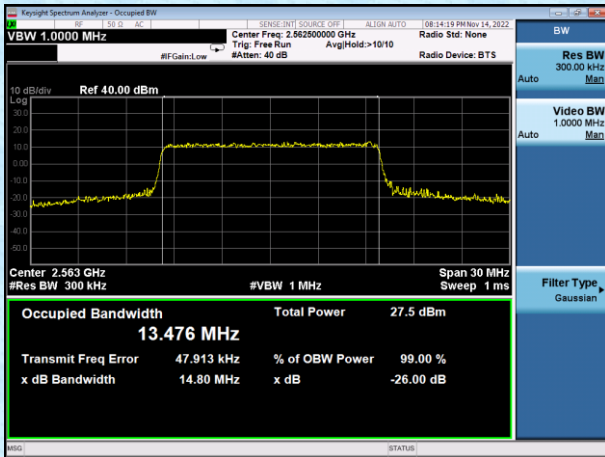 Keysight Spectrum Analyzer - Occupied BW
RF 50 Ω AC SENSE:INT SOURCE OFF ALIGN AUTO 08:14:19 PM Nov 14, 2022
VBW 1.0000 MHz
Center Freq: 2.562500000 GHz Radio Std: None
Trig: Free Run Avg|Hold:>10/10
#IFGain:Low #Atten: 40 dB Radio Device: BTS
BW
Res BW
300.00 kHz
Auto Man
Video BW
1.0000 MHz
Auto Man
Filter Type
Gaussian
10 dB/div Ref 40.00 dBm
Log
30.0
20.0
10.0
0.00
-10.0
-20.0
-30.0
-40.0
-50.0
Center 2.563 GHz Span 30 MHz
#Res BW 300 kHz #VBW 1 MHz Sweep 1 ms
Occupied Bandwidth Total Power 27.5 dBm
13.476 MHz
Transmit Freq Error 47.913 kHz % of OBW Power 99.00 %
x dB Bandwidth 14.80 MHz x dB -26.00 dB
MSG STATUS